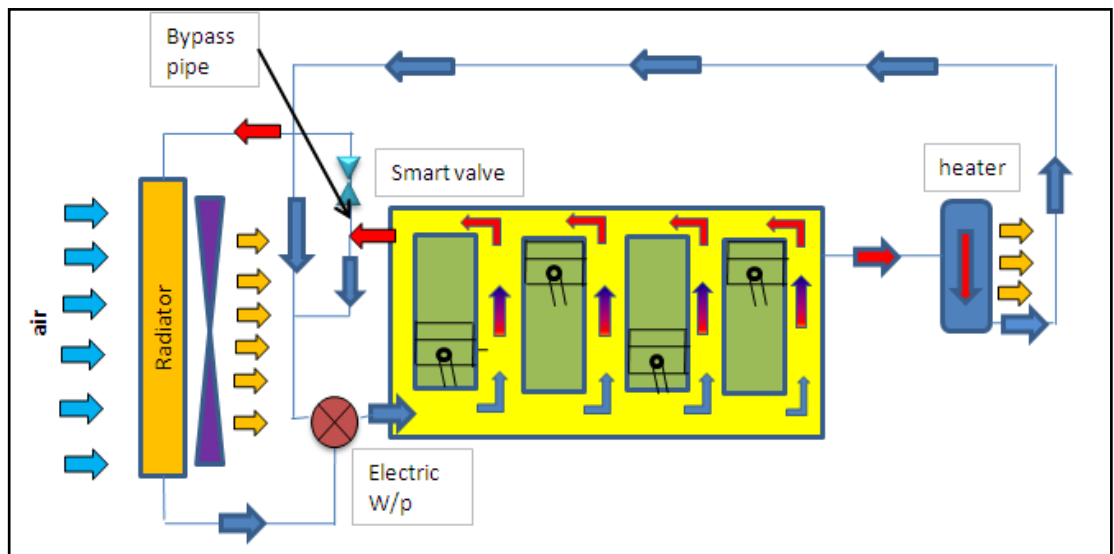 Bypass
pipe
Smart valve
heater
air
Radiator
Electric
W/p